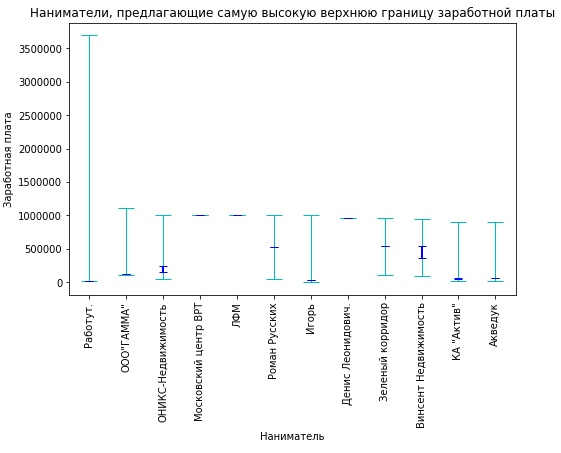 Наниматели, предлагающие самую высокую верхнюю границу заработной платы
Заработная плата
3500000
3000000
2500000
2000000
1500000
1000000
500000
0
Работут.
ООО"ГАММА"
ОНИКС-Недвижимость
Московский центр ВРТ
ЛФМ
Роман Русских
Игорь
Денис Леонидович.
Зеленый корридор
Винсент Недвижимость
КА "Актив"
Акведук
Наниматель